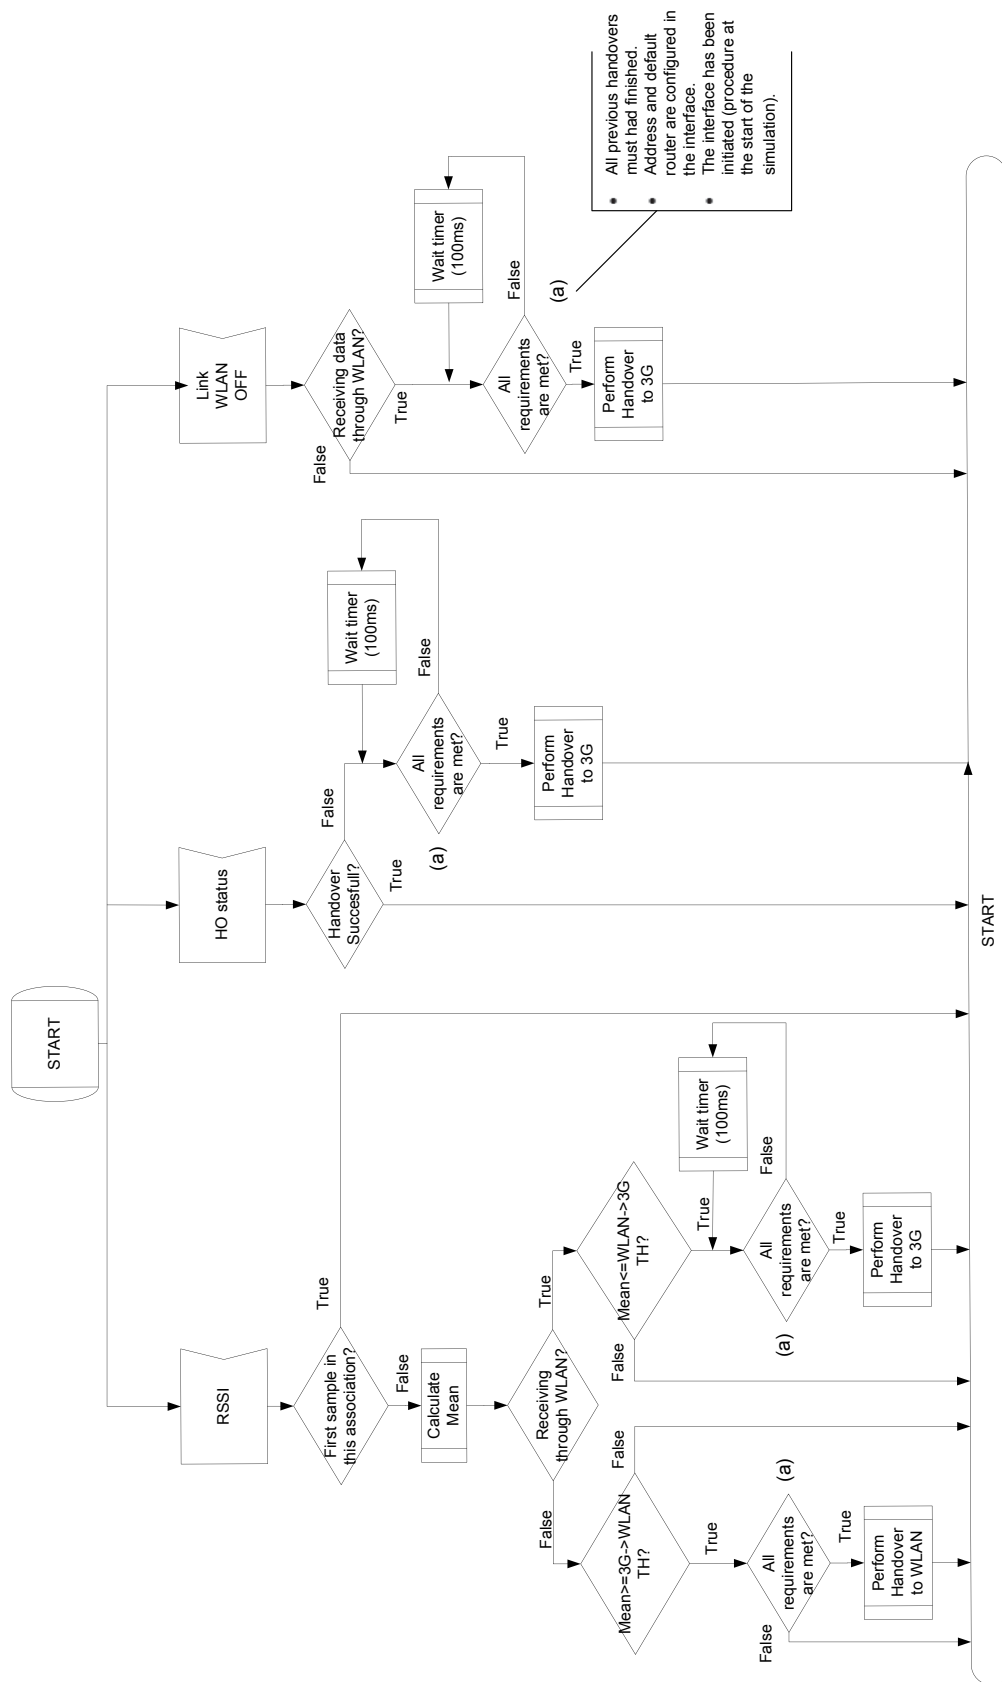 START
RSSI
First sample in
this association?
True
False
Calculate
Mean
Receiving
through WLAN?
True
False
Mean>=3G->WLAN
TH?
False
True
All
requirements
are met?
(a)
False
True
Perform
Handover
to WLAN
Mean<=WLAN->3G
TH?
False
True
Wait timer
(100ms)
All
requirements
are met?
(a)
False
True
Perform
Handover
to 3G
HO status
Handover
Succesfull?
False
True
Wait timer
(100ms)
All
requirements
are met?
(a)
False
True
Perform
Handover
to 3G
Link
WLAN
OFF
Receiving data
through WLAN?
False
True
Wait timer
(100ms)
All
requirements
are met?
False
(a)
True
Perform
Handover
to 3G
• All previous handovers
must had finished.
• Address and default
router are configured in
the interface.
• The interface has been
initiated (procedure at
the start of the
simulation).
START